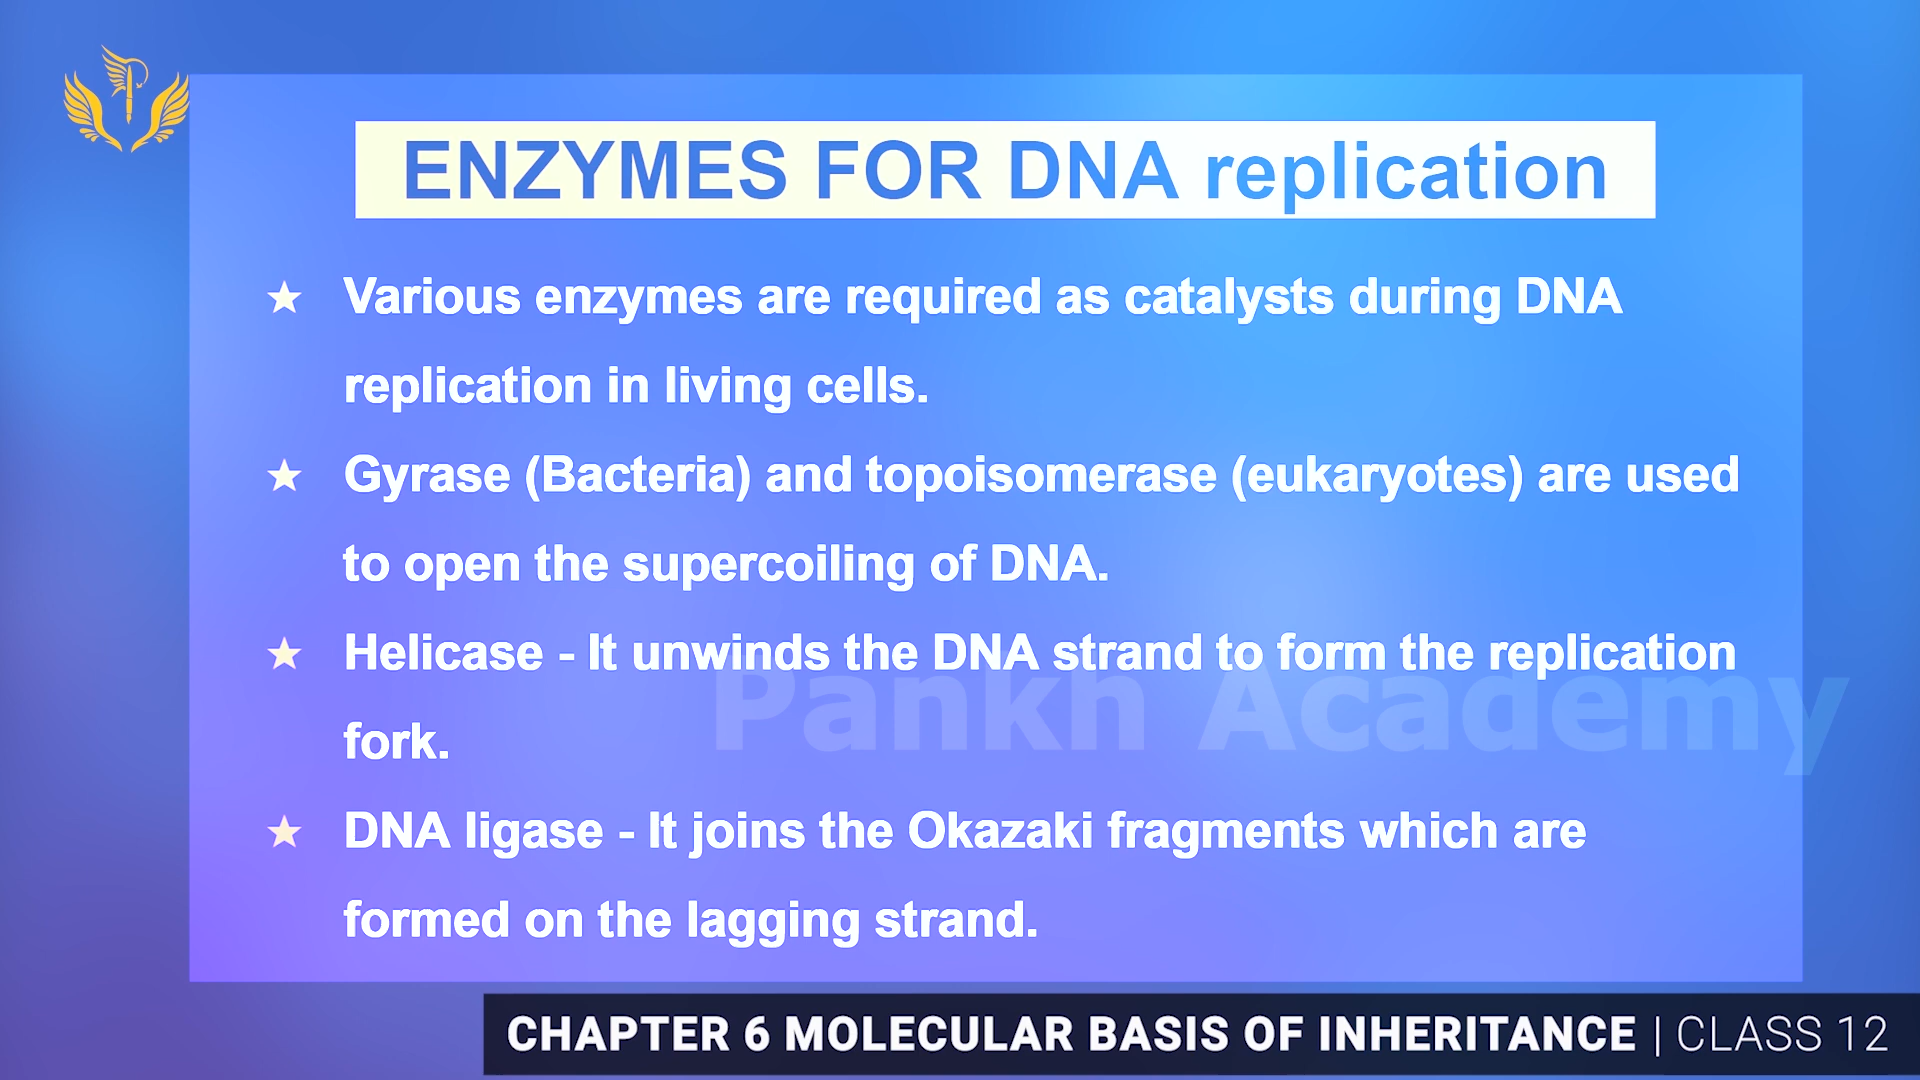 ENZYMES FOR DNA replication
★ Various enzymes are required as catalysts during DNA
replication in living cells.
★ Gyrase (Bacteria) and topoisomerase (eukaryotes) are used
to open the supercoiling of DNA.
★ Helicase - It unwinds the DNA strand to form the replication
fork.
Pankh Academy
★ DNA ligase - It joins the Okazaki fragments which are
formed on the lagging strand.
CHAPTER 6 MOLECULAR BASIS OF INHERITANCE | CLASS 12